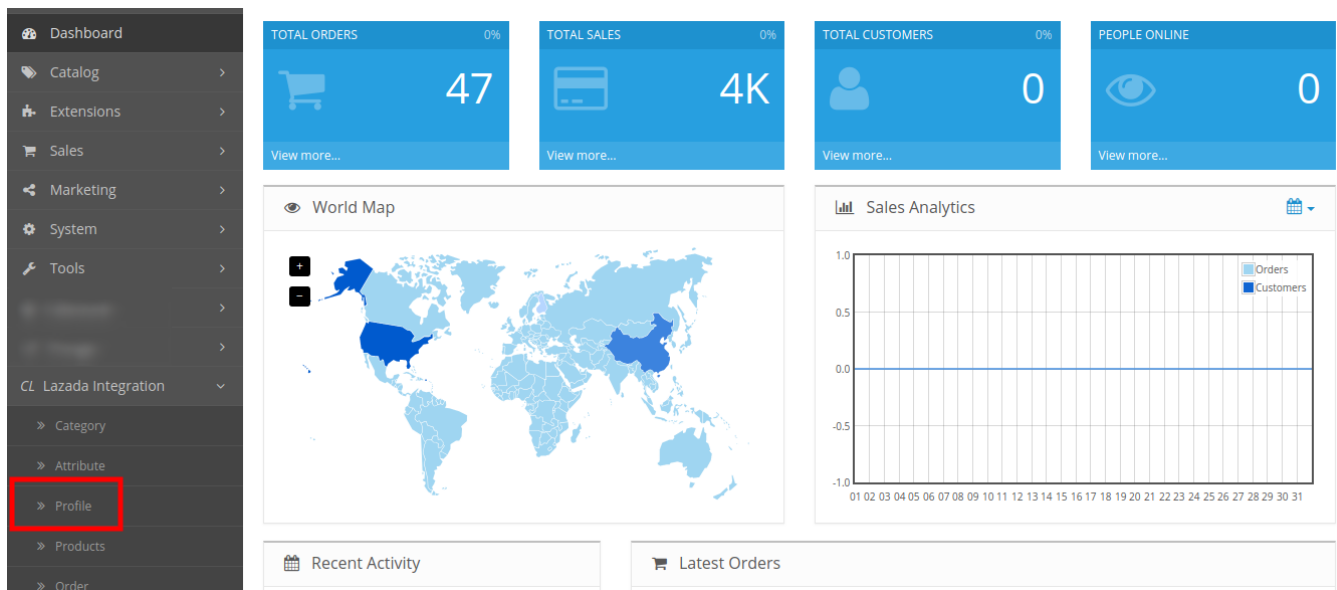 Dashboard
Catalog
Extensions
Sales
Marketing
System
Tools
CL Lazada Integration
Category
Attribute
Profile
Products
Order
TOTAL ORDERS 0%
47
View more...
TOTAL SALES 0%
4K
View more...
TOTAL CUSTOMERS 0%
0
View more...
PEOPLE ONLINE
0
View more...
World Map
+
−
Sales Analytics
Orders
Customers
1.0
0.5
0.0
-0.5
-1.0
01 02 03 04 05 06 07 08 09 10 11 12 13 14 15 16 17 18 19 20 21 22 23 24 25 26 27 28 29 30 31
Recent Activity
Latest Orders